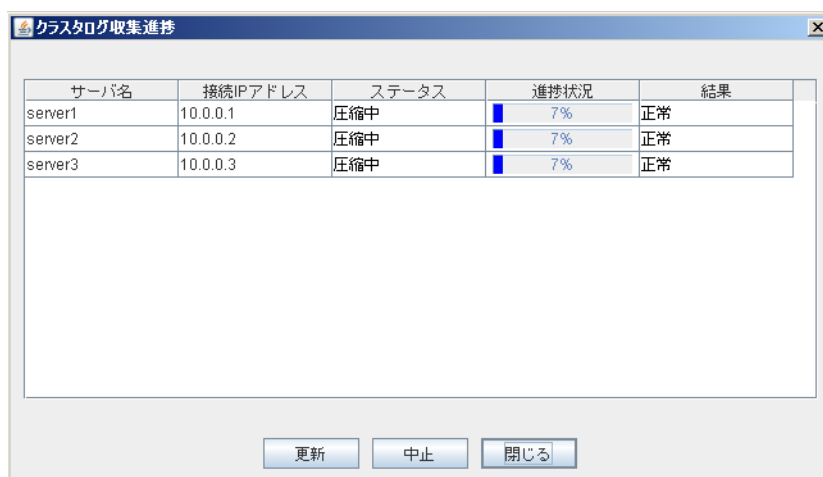 クラスタログ収集進捗
サーバ名 接続IPアドレス ステータス 進捗状況 結果
server1 10.0.0.1 圧縮中 7% 正常
server2 10.0.0.2 圧縮中 7% 正常
server3 10.0.0.3 圧縮中 7% 正常
更新 中止 閉じる